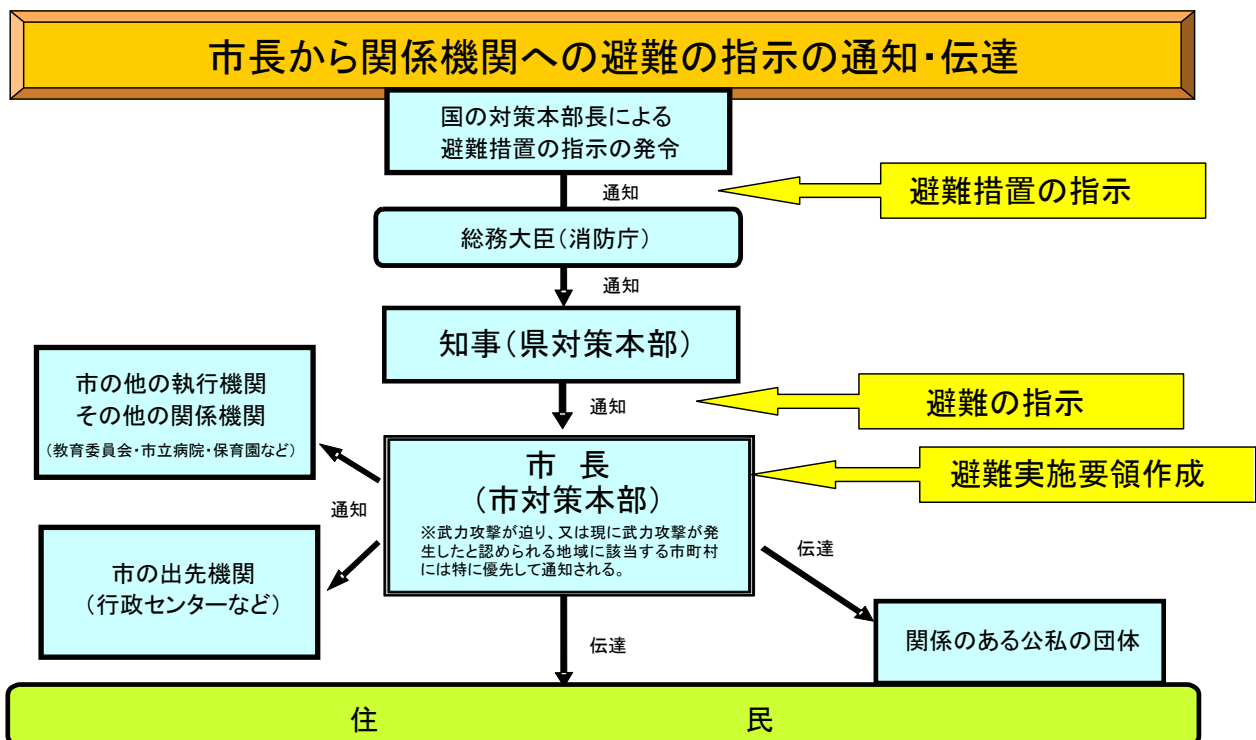 市長から関係機関への避難の指示の通知・伝達
国の対策本部長による
避難措置の指示の発令
通知
避難措置の指示
総務大臣(消防庁)
通知
知事(県対策本部)
通知
避難の指示
市の他の執行機関
その他の関係機関
(教育委員会・市立病院・保育園など)
市 長
(市対策本部)
※武力攻撃が迫り、又は現に武力攻撃が発
生したと認められる地域に該当する市町村
には特に優先して通知される。
避難実施要領作成
通知
市の出先機関
(行政センターなど)
伝達
伝達
関係のある公私の団体
住 民